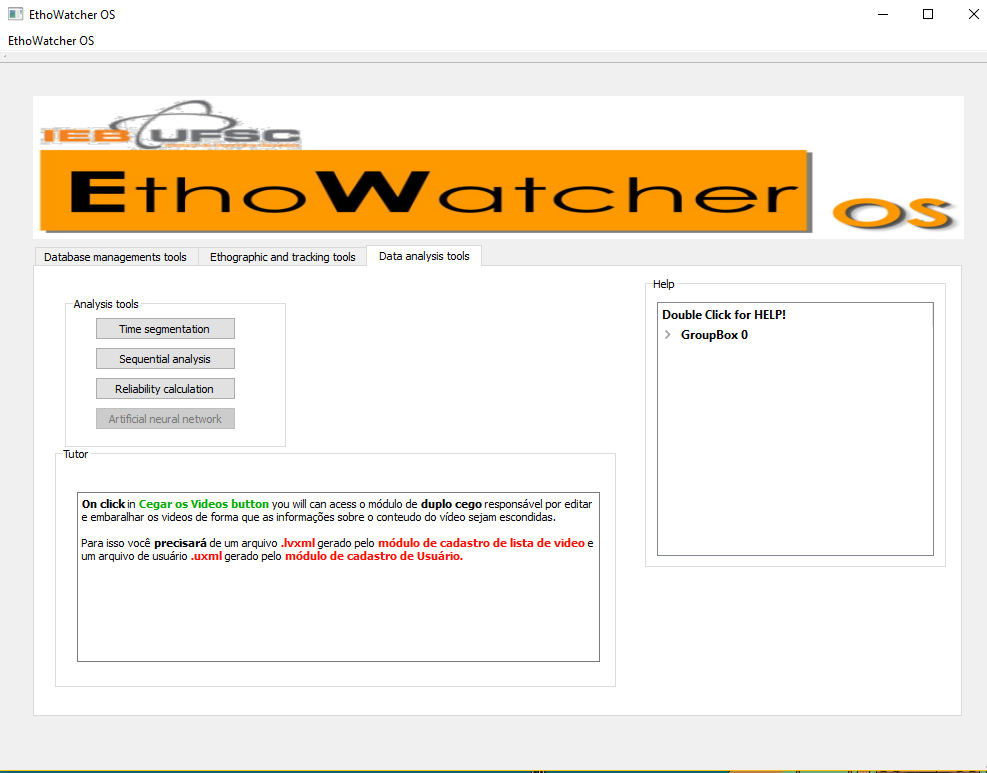 EthoWatcher OS
EthoWatcher OS
IEB UFSC
EthoWatcher OS
Database managements tools
Ethographic and tracking tools
Data analysis tools
Analysis tools
Time segmentation
Sequential analysis
Reliability calculation
Artificial neural network
Help
Double Click for HELP!
GroupBox 0
Tutor
On click in Cegar os Videos button you will can acess o módulo de duplo cego responsável por editar
e embaralhar os videos de forma que as informações sobre o conteudo do vídeo sejam escondidas.
Para isso você precisará de um arquivo .lvxml gerado pelo módulo de cadastro de lista de video e
um arquivo de usuário .uxml gerado pelo módulo de cadastro de Usuário.